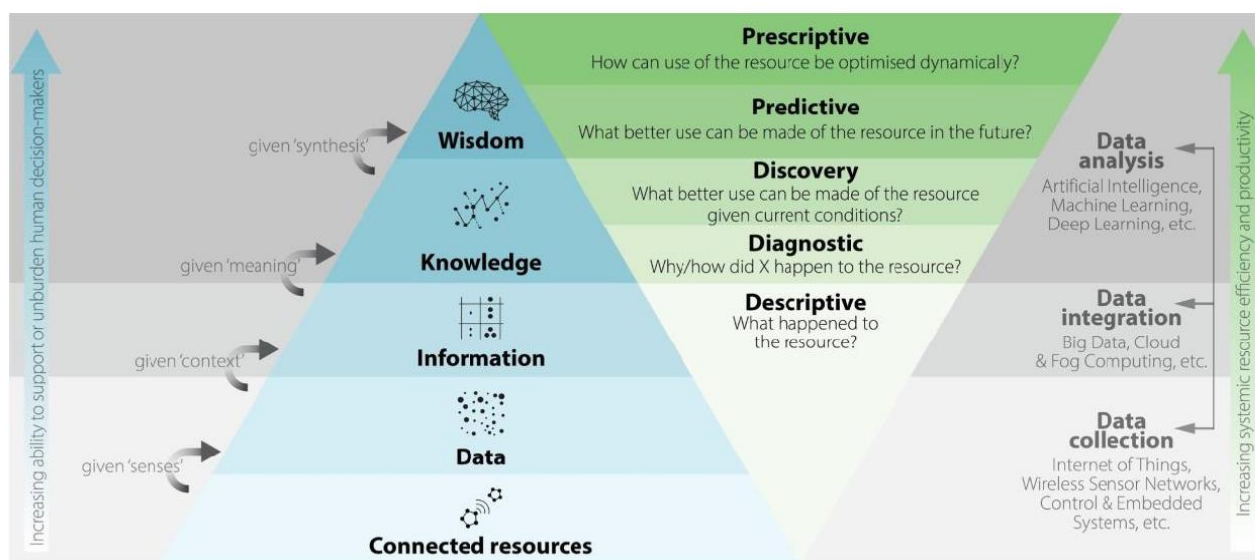 Increasing ability to support or unburden human decision-makers
given 'synthesis'
given 'meaning'
given 'context'
given 'senses'
Wisdom
Knowledge
Information
Data
Connected resources
Prescriptive
How can use of the resource be optimised dynamically?
Predictive
What better use can be made of the resource in the future?
Discovery
What better use can be made of the resource
given current conditions?
Diagnostic
Why/how did X happen to the resource?
Descriptive
What happened to
the resource?
Data
analysis
Artificial Intelligence,
Machine Learning,
Deep Learning, etc.
Data
integration
Big Data, Cloud
& Fog Computing, etc.
Data
collection
Internet of Things,
Wireless Sensor Networks,
Control & Embedded
Systems, etc.
Increasing systemic resource efficiency and productivity